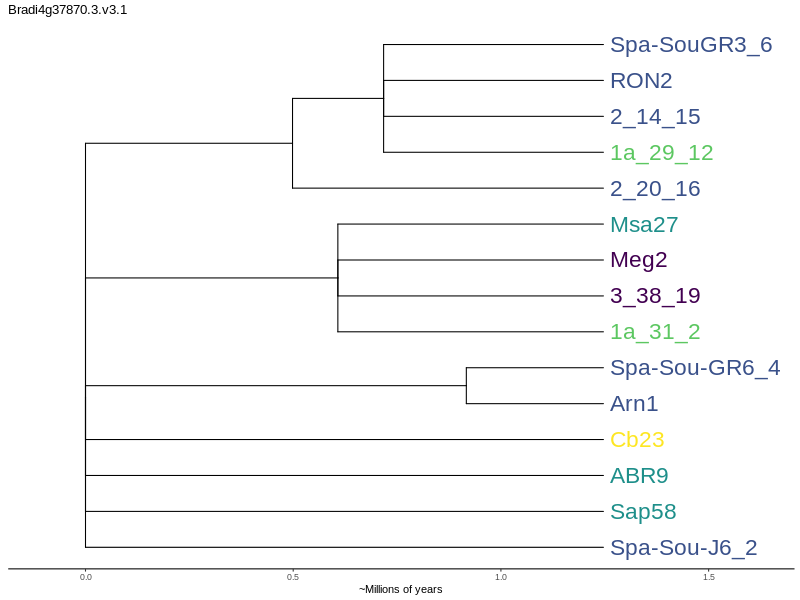 Bradi4g37870.3.v3.1
Spa-SouGR3_6
RON2
2_14_15
1a_29_12
2_20_16
Msa27
Meg2
3_38_19
1a_31_2
Spa-Sou-GR6_4
Arn1
Cb23
ABR9
Sap58
Spa-Sou-J6_2
0.0 0.5 1.0 1.5
~Millions of years